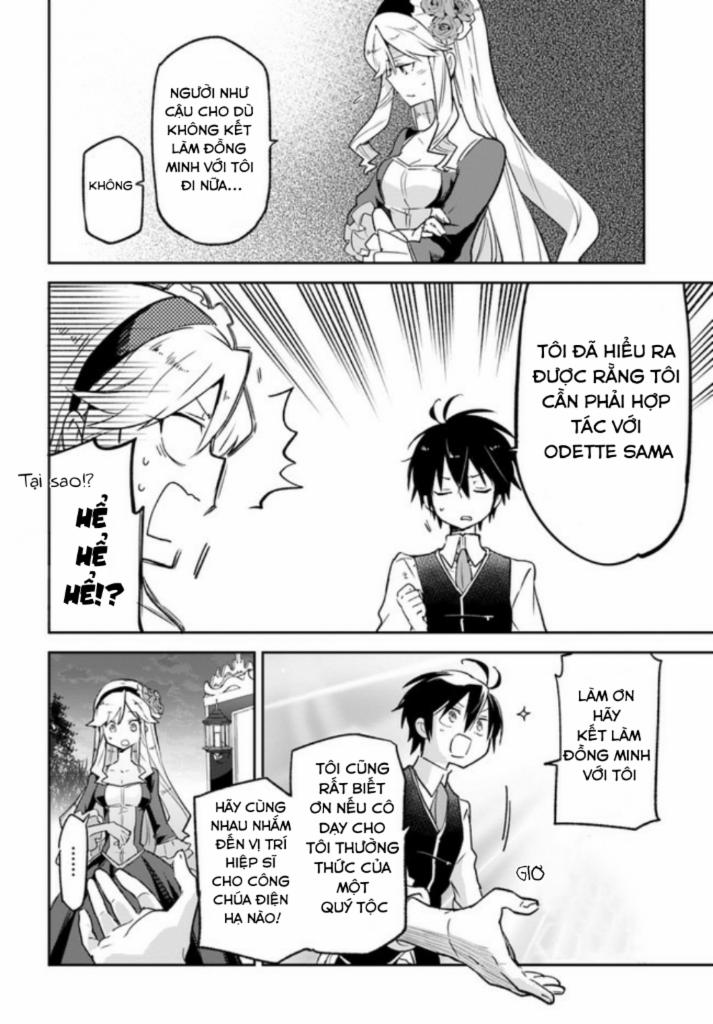 NGƯỜI NHƯ
CẬU CHO DÙ
KHÔNG KẾT
LÀM ĐỒNG
MINH VỚI TÔI
ĐI NỮA...
KHÔNG
TÔI ĐÃ HIỂU RA
ĐƯỢC RẰNG TÔI
CẦN PHẢI HỢP
TÁC VỚI
ODETTE SAMA
Tại sao!?
HỂ
HỂ
HỂ!?
LÀM ƠN
HÃY
KẾT LÀM
ĐỒNG MINH
VỚI TÔI
TÔI CŨNG
RẤT BIẾT
ƠN NẾU CÔ
DẠY CHO
TÔI THƯỞNG
THỨC CỦA
MỘT
QUÝ TỘC
GIƠ
HÃY CÙNG
NHAU NHẮM
ĐẾN VỊ TRÍ
HIỆP SĨ
CHO CÔNG
CHÚA ĐIỆN
HẠ NÀO!
......